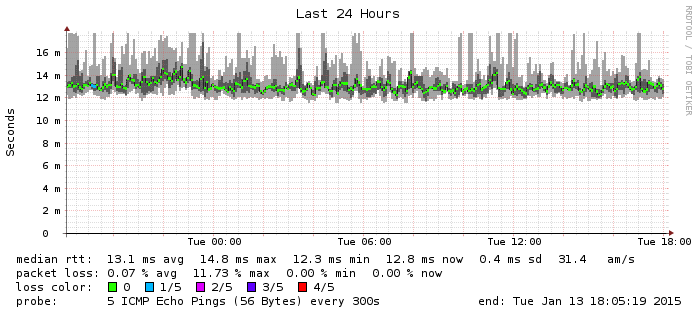 Last 24 Hours
RRDTOOL / TOBI OETIKER
Seconds
16 m
14 m
12 m
10 m
8 m
6 m
4 m
2 m
0
Tue 00:00 Tue 06:00 Tue 12:00 Tue 18:00
median rtt: 13.1 ms avg 14.8 ms max 12.3 ms min 12.8 ms now 0.4 ms sd 31.4 am/s
packet loss: 0.07 % avg 11.73 % max 0.00 % min 0.00 % now
loss color: 0 1/5 2/5 3/5 4/5
probe: 5 ICMP Echo Pings (56 Bytes) every 300s end: Tue Jan 13 18:05:19 2015